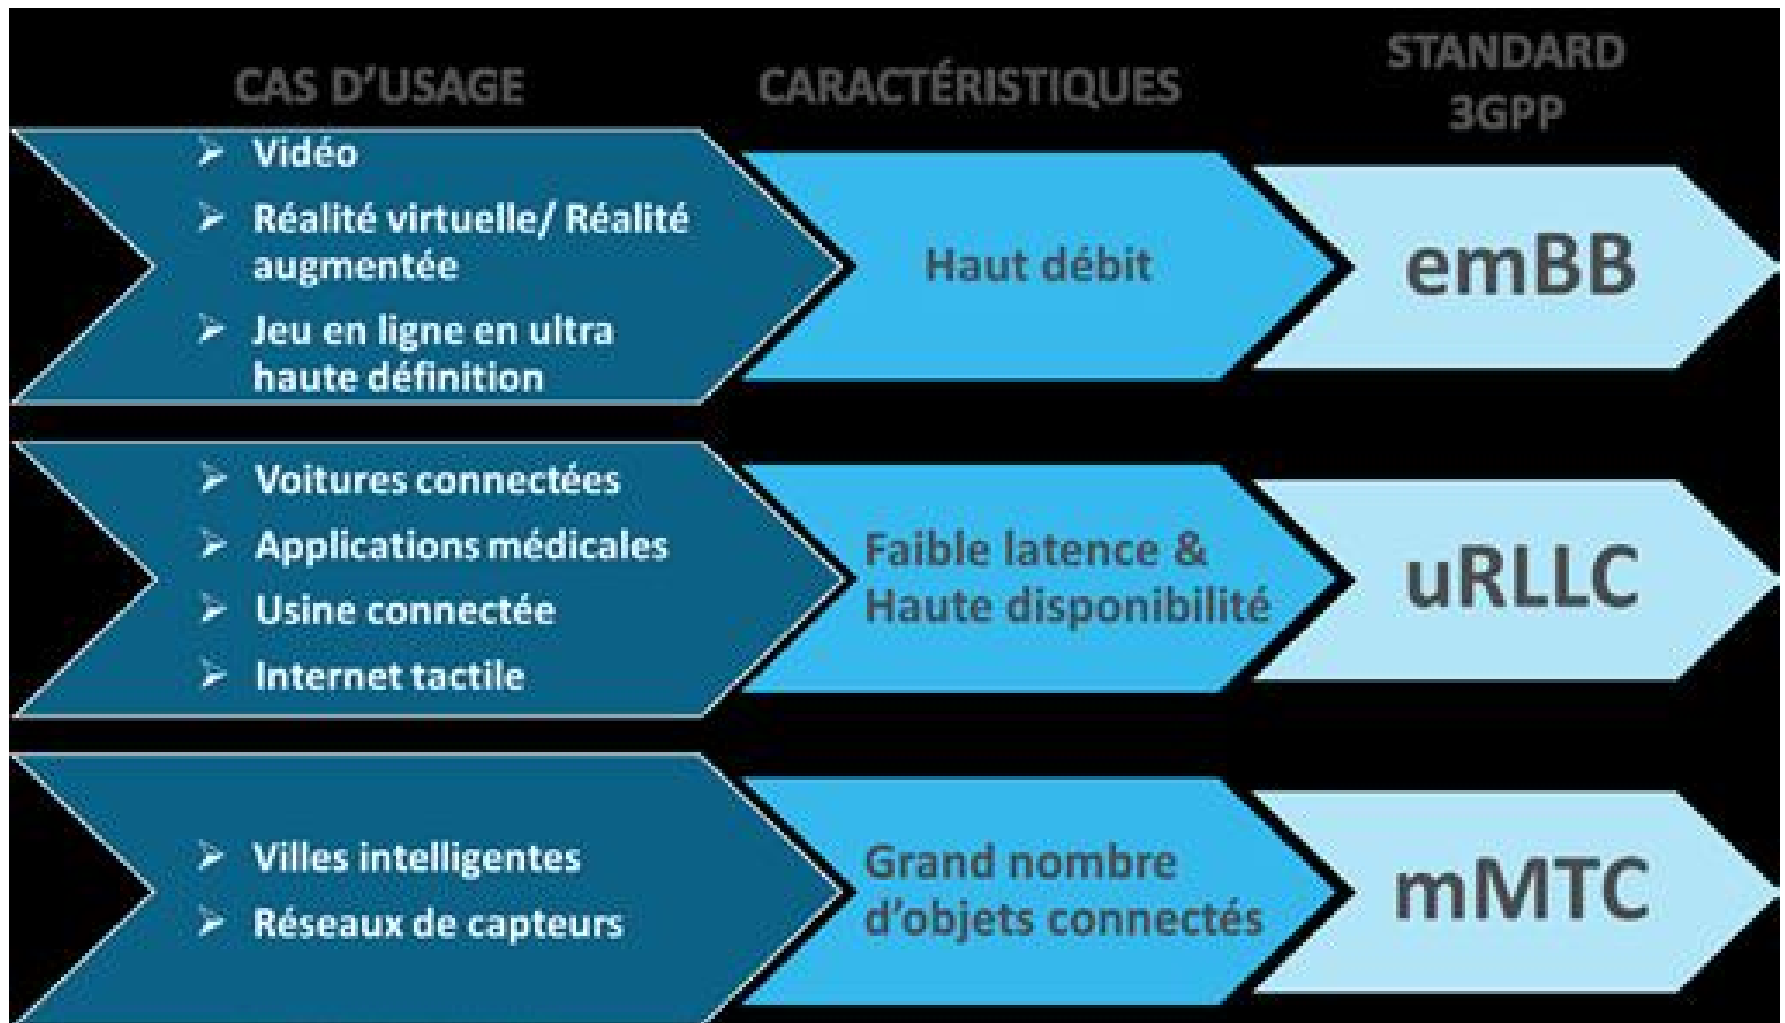 CAS D'USAGE
CARACTÉRISTIQUES
STANDARD
3GPP
➢ Vidéo
➢ Réalité virtuelle/ Réalité
augmentée
➢ Jeu en ligne en ultra
haute définition
Haut débit
emBB
➢ Voitures connectées
➢ Applications médicales
➢ Usine connectée
➢ Internet tactile
Faible latence &
Haute disponibilité
uRLLC
➢ Villes intelligentes
➢ Réseaux de capteurs
Grand nombre
d'objets connectés
mMTC